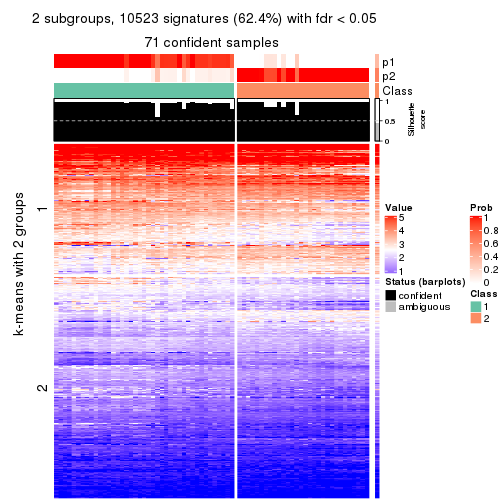 2 subgroups, 10523 signatures (62.4%) with fdr < 0.05
71 confident samples
p1
p2
Class
1
0.5
0
Silhouette
score
k-means with 2 groups
1
2
Value
5
4
3
2
1
Status (barplots)
confident
ambiguous
Prob
1
0.8
0.6
0.4
0.2
0
Class
1
2